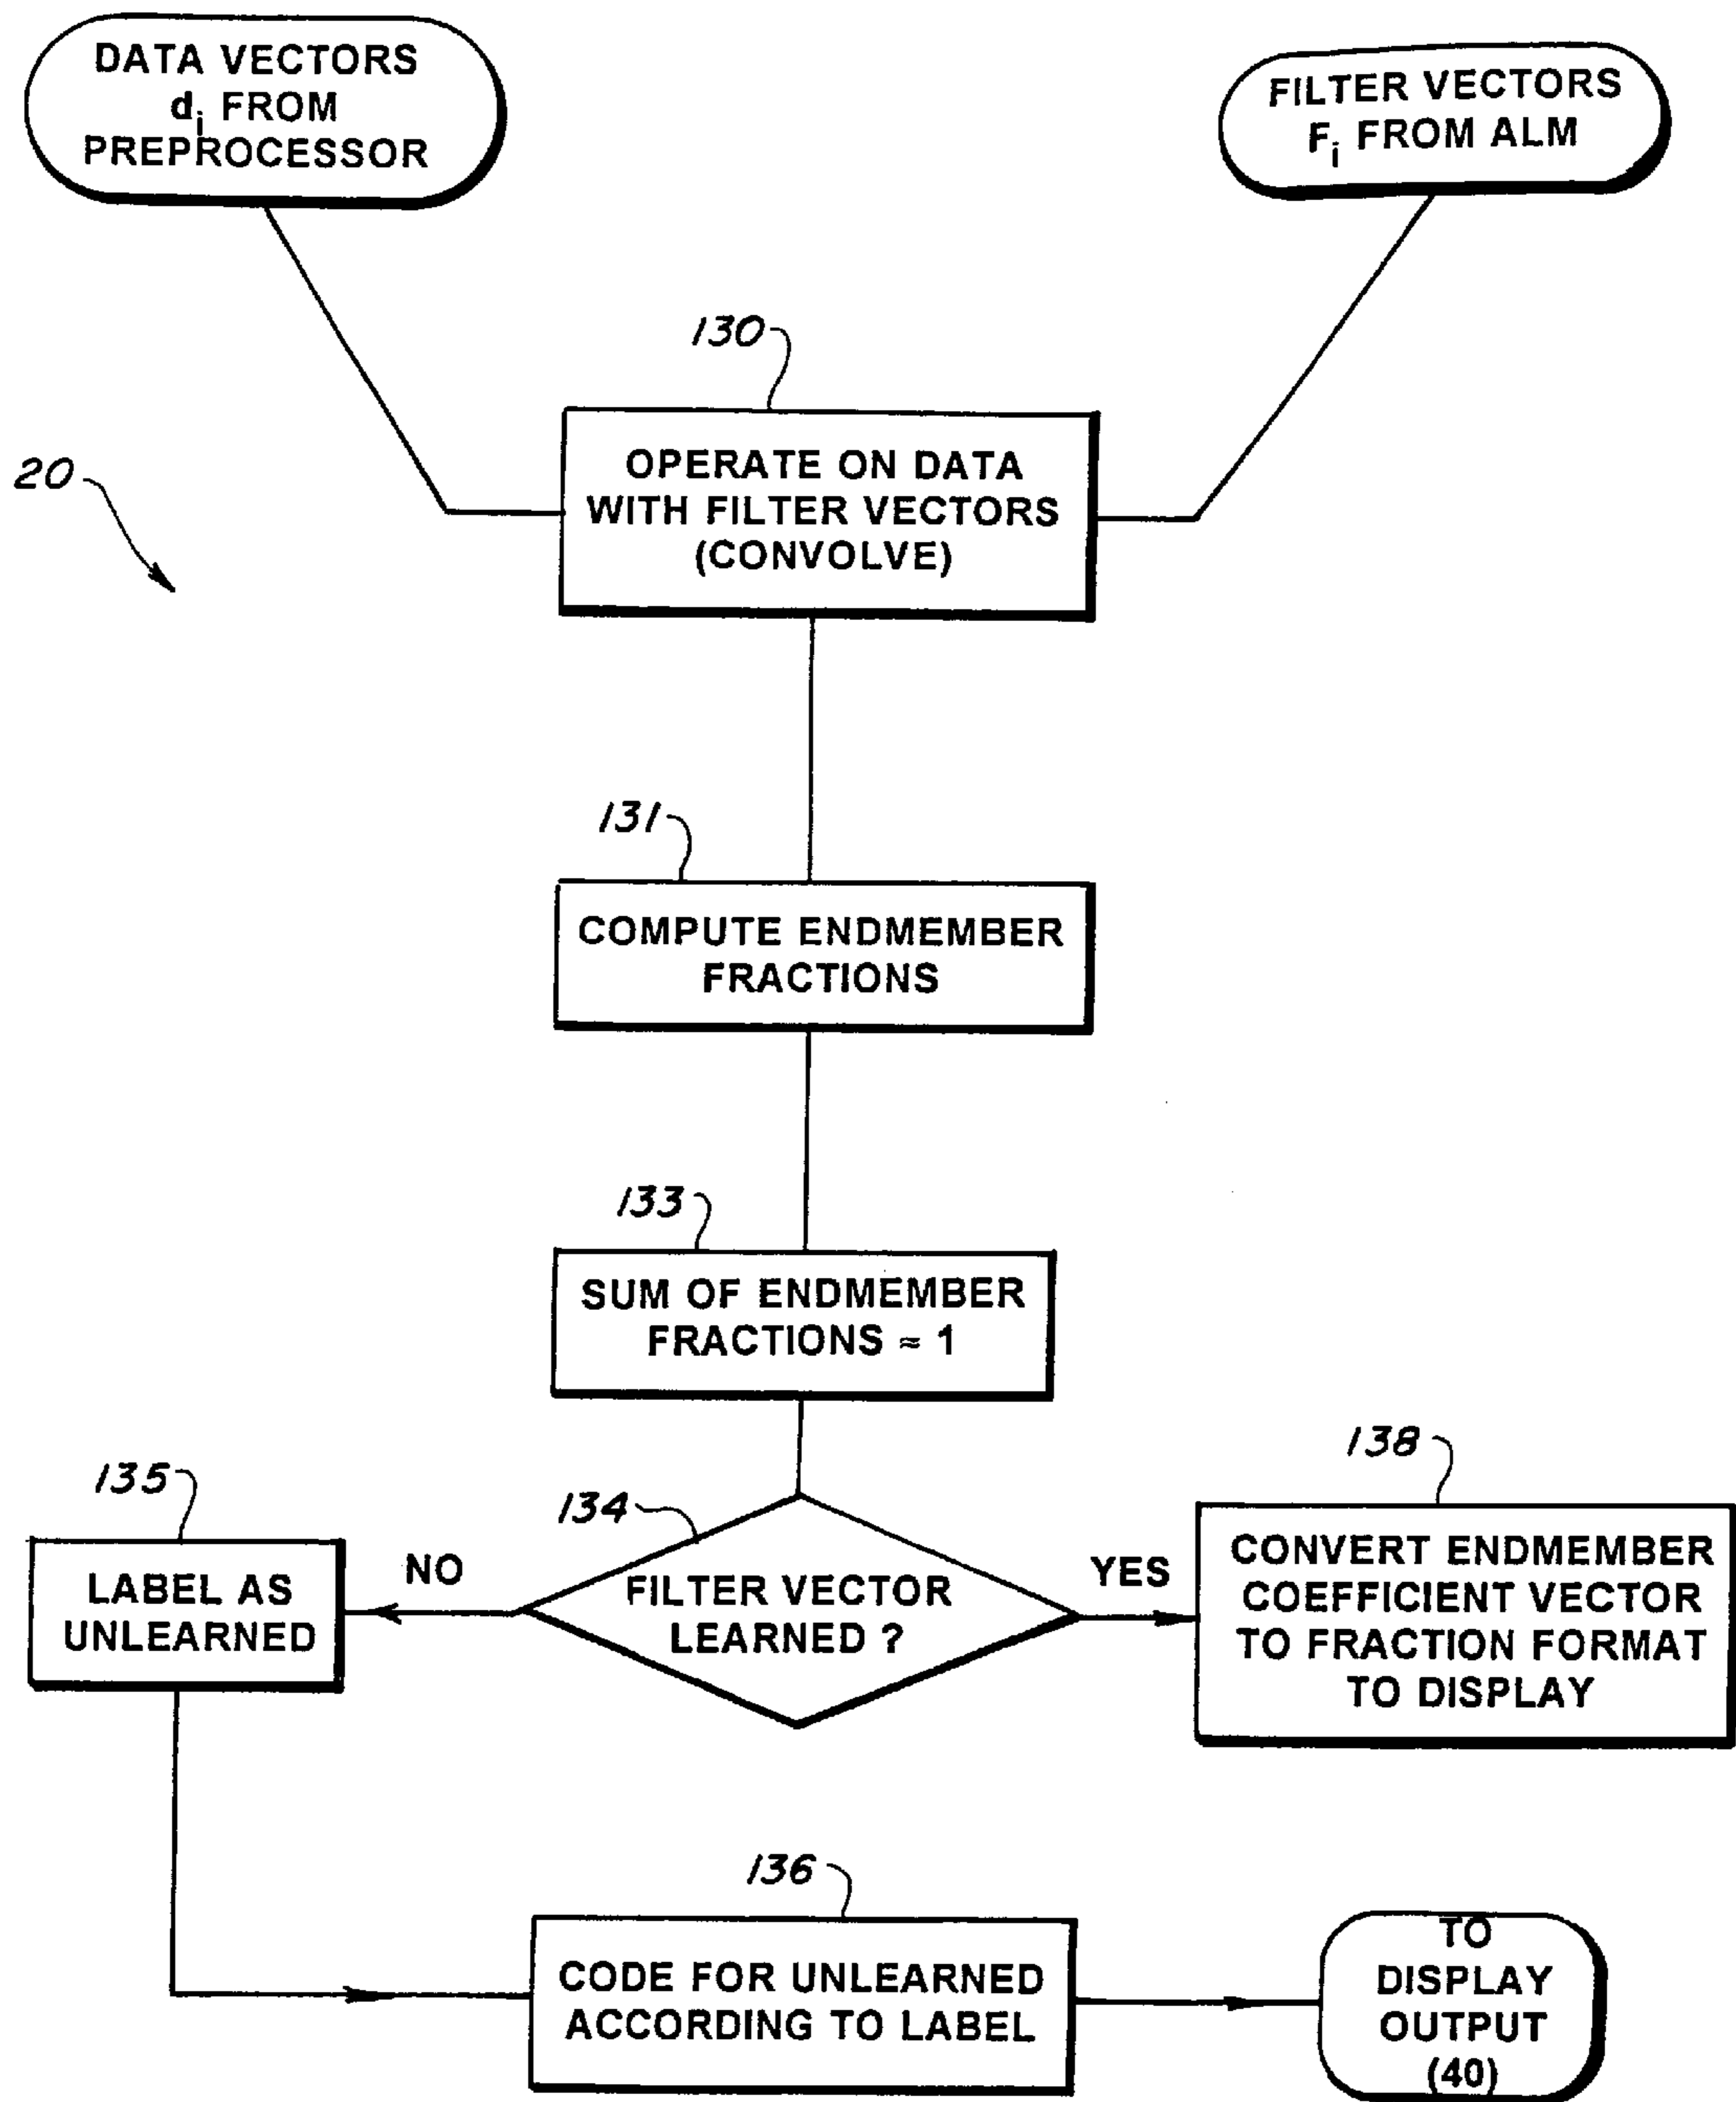 DATA VECTORS
di FROM
PREPROCESSOR
FILTER VECTORS
Fi FROM ALM
130
20
OPERATE ON DATA
WITH FILTER VECTORS
(CONVOLVE)
131
COMPUTE ENDMEMBER
FRACTIONS
133
SUM OF ENDMEMBER
FRACTIONS ≈ 1
135
134
138
LABEL AS
UNLEARNED
NO
FILTER VECTOR
LEARNED ?
YES
CONVERT ENDMEMBER
COEFFICIENT VECTOR
TO FRACTION FORMAT
TO DISPLAY
136
CODE FOR UNLEARNED
ACCORDING TO LABEL
TO
DISPLAY
OUTPUT
(40)